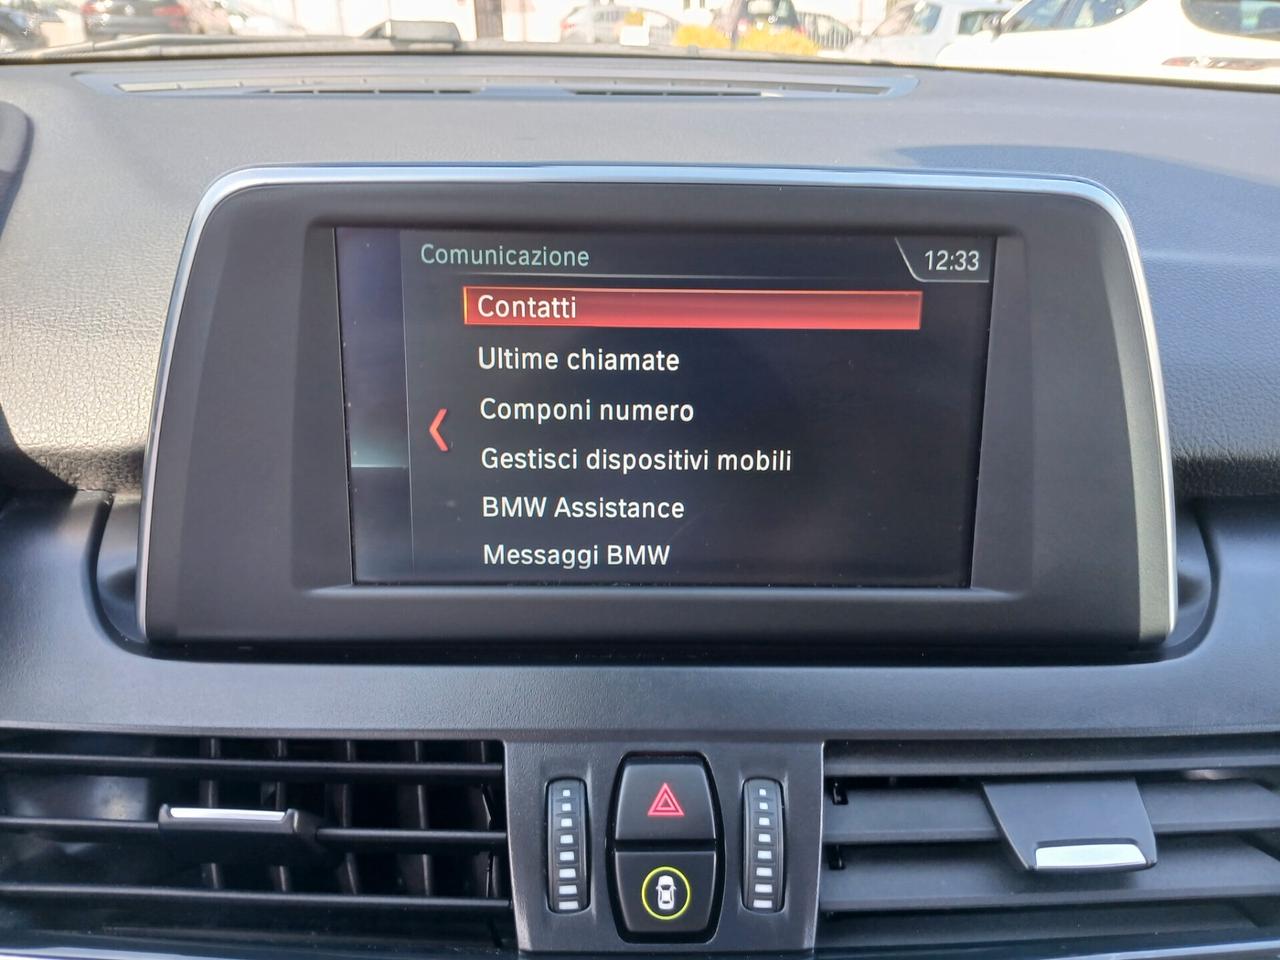 Comunicazione
12:33
Contatti
Ultime chiamate
Componi numero
Gestisci dispositivi mobili
BMW Assistance
Messaggi BMW